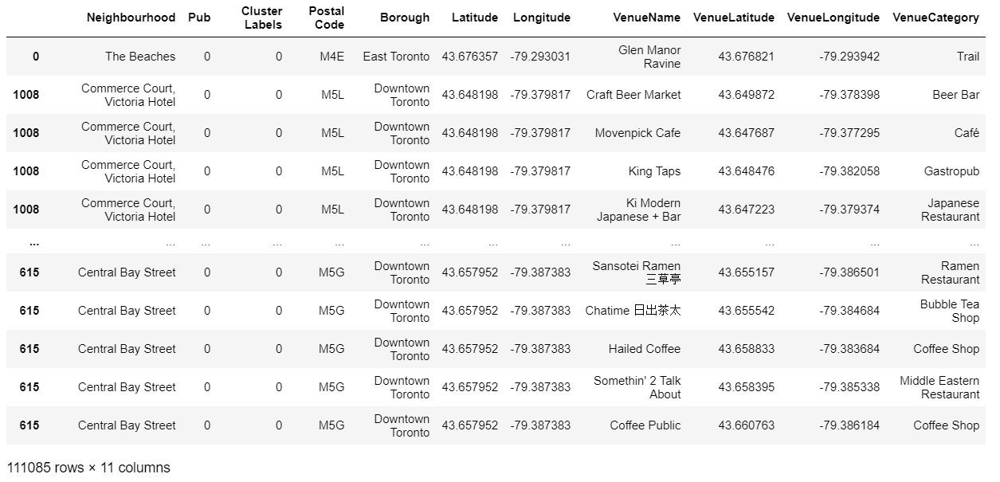 Neighbourhood Pub Cluster Labels Postal Code Borough Latitude Longitude VenueName VenueLatitude VenueLongitude VenueCategory
0 The Beaches 0 0 M4E East Toronto 43.676357 -79.293031 Glen Manor Ravine 43.676821 -79.293942 Trail
1008 Commerce Court, Victoria Hotel 0 0 M5L Downtown Toronto 43.648198 -79.379817 Craft Beer Market 43.649872 -79.378398 Beer Bar
1008 Commerce Court, Victoria Hotel 0 0 M5L Downtown Toronto 43.648198 -79.379817 Movenpick Cafe 43.647687 -79.377295 Café
1008 Commerce Court, Victoria Hotel 0 0 M5L Downtown Toronto 43.648198 -79.379817 King Taps 43.648476 -79.382058 Gastropub
1008 Commerce Court, Victoria Hotel 0 0 M5L Downtown Toronto 43.648198 -79.379817 Ki Modern Japanese + Bar 43.647223 -79.379374 Japanese Restaurant
... ... ... ... ... ... ... ... ... ... ... ...
615 Central Bay Street 0 0 M5G Downtown Toronto 43.657952 -79.387383 Sansotei Ramen 三草亭 43.655157 -79.386501 Ramen Restaurant
615 Central Bay Street 0 0 M5G Downtown Toronto 43.657952 -79.387383 Chatime 日出茶太 43.655542 -79.384684 Bubble Tea Shop
615 Central Bay Street 0 0 M5G Downtown Toronto 43.657952 -79.387383 Hailed Coffee 43.658833 -79.383684 Coffee Shop
615 Central Bay Street 0 0 M5G Downtown Toronto 43.657952 -79.387383 Somethin' 2 Talk About 43.658395 -79.385338 Middle Eastern Restaurant
615 Central Bay Street 0 0 M5G Downtown Toronto 43.657952 -79.387383 Coffee Public 43.660763 -79.386184 Coffee Shop
111085 rows × 11 columns